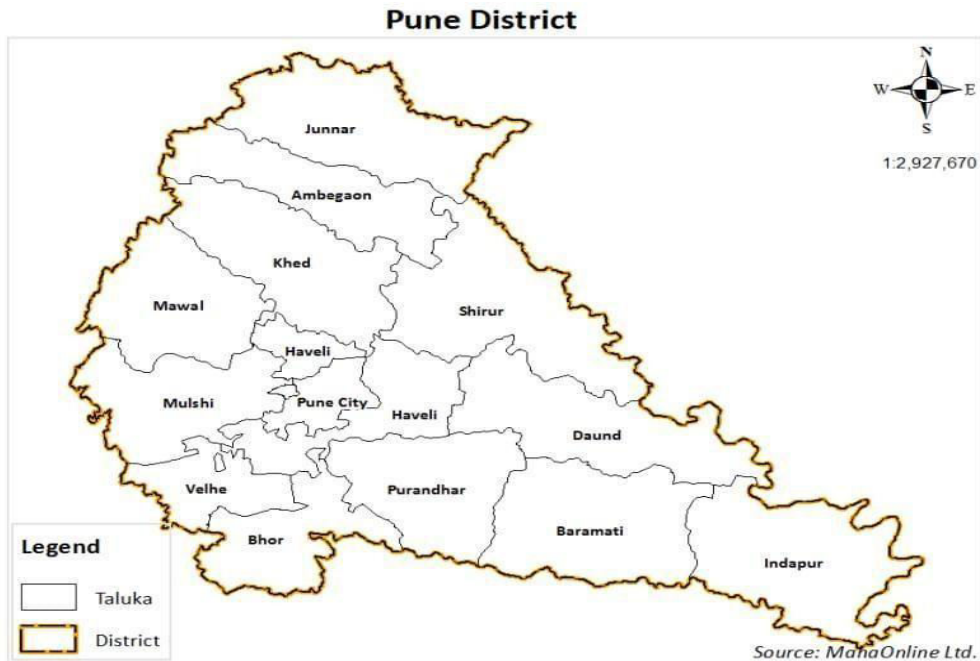 Pune District
N
W E
S
1:2,927,670
Junnar
Ambegaon
Khed
Mawal
Shirur
Haveli
Mulshi
Pune City
Haveli
Daund
Velhe
Purandhar
Baramati
Bhor
Indapur
Legend
Taluka
District
Source: MahaOnline Ltd.